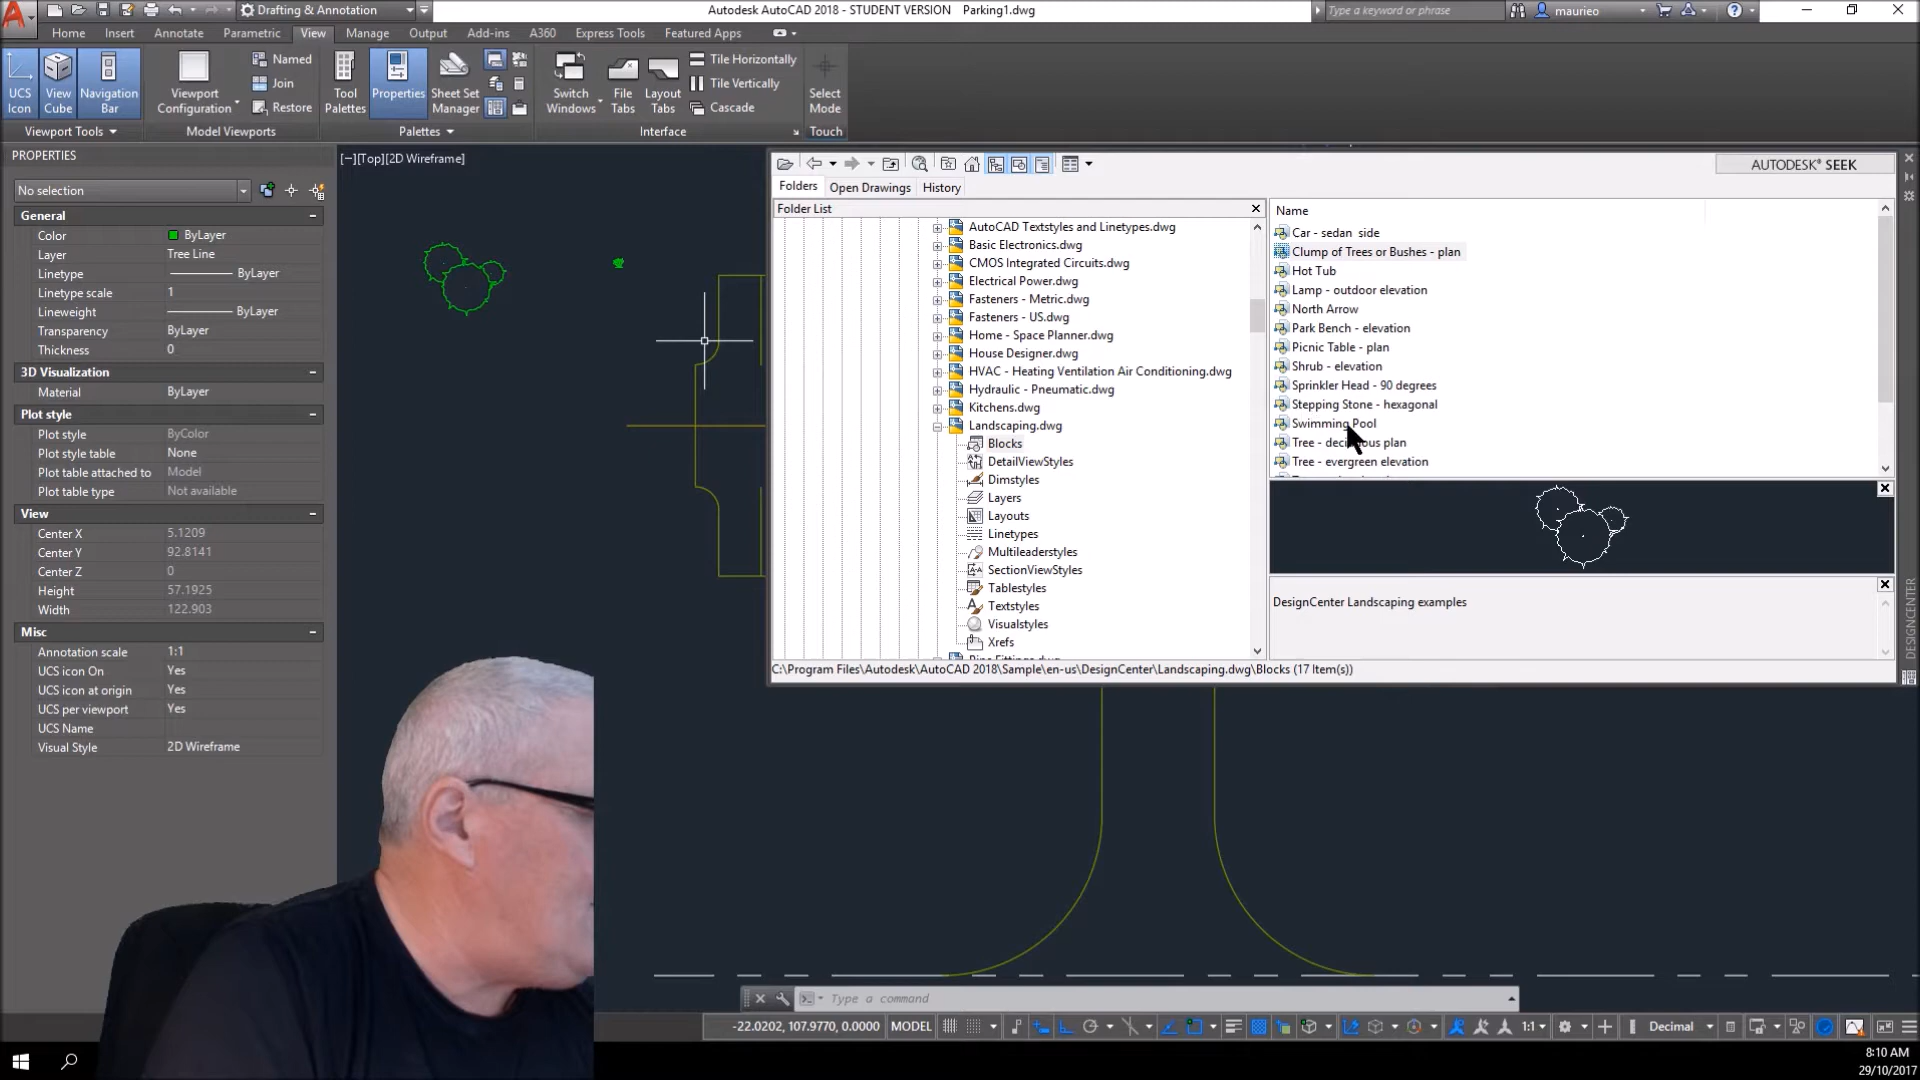 Drafting & Annotation
Autodesk AutoCAD 2018 - STUDENT VERSION Parking1.dwg
Type a keyword or phrase
maurieo
Home Insert Annotate Parametric View Manage Output Add-ins A360 Express Tools Featured Apps
UCS Icon
View Cube
Navigation Bar
Viewport Configuration
Named
Join
Restore
Tool Palettes
Properties
Sheet Set Manager
Switch Windows
File Tabs
Layout Tabs
Tile Horizontally
Tile Vertically
Cascade
Select Mode
Viewport Tools
Model Viewports
Palettes
Interface
Touch
PROPERTIES
No selection
General
Color ByLayer
Layer Tree Line
Linetype ByLayer
Linetype scale 1
Lineweight ByLayer
Transparency ByLayer
Thickness 0
3D Visualization
Material ByLayer
Plot style
Plot style ByColor
Plot style table None
Plot table attached to Model
Plot table type Not available
View
Center X 5.1209
Center Y 92.8141
Center Z 0
Height 57.1925
Width 122.903
Misc
Annotation scale 1:1
UCS icon On Yes
UCS icon at origin Yes
UCS per viewport Yes
UCS Name
Visual Style 2D Wireframe
[−][Top][2D Wireframe]
AUTODESK® SEEK
Folders Open Drawings History
Folder List
AutoCAD Textstyles and Linetypes.dwg
Basic Electronics.dwg
CMOS Integrated Circuits.dwg
Electrical Power.dwg
Fasteners - Metric.dwg
Fasteners - US.dwg
Home - Space Planner.dwg
House Designer.dwg
HVAC - Heating Ventilation Air Conditioning.dwg
Hydraulic - Pneumatic.dwg
Kitchens.dwg
Landscaping.dwg
Blocks
DetailViewStyles
Dimstyles
Layers
Layouts
Linetypes
Multileaderstyles
SectionViewStyles
Tablestyles
Textstyles
Visualstyles
Xrefs
Name
Car - sedan side
Clump of Trees or Bushes - plan
Hot Tub
Lamp - outdoor elevation
North Arrow
Park Bench - elevation
Picnic Table - plan
Shrub - elevation
Sprinkler Head - 90 degrees
Stepping Stone - hexagonal
Swimming Pool
Tree - deciduous plan
Tree - evergreen elevation
DesignCenter Landscaping examples
C:\Program Files\Autodesk\AutoCAD 2018\Sample\en-us\DesignCenter\Landscaping.dwg\Blocks (17 Item(s))
DESIGNCENTER
Type a command
-22.0202, 107.9770, 0.0000 MODEL
1:1
Decimal
8:10 AM
29/10/2017